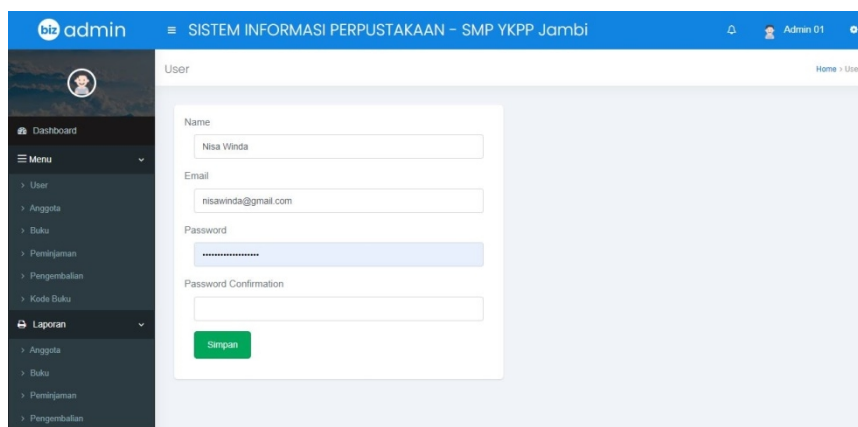 biz admin
SISTEM INFORMASI PERPUSTAKAAN - SMP YKPP Jambi
Admin 01
User
Home > Use
Dashboard
Menu
> User
> Anggota
> Buku
> Peminjaman
> Pengembalian
> Kode Buku
Laporan
> Anggota
> Buku
> Peminjaman
> Pengembalian
Name
Nisa Winda
Email
nisawinda@gmail.com
Password
Password Confirmation
Simpan